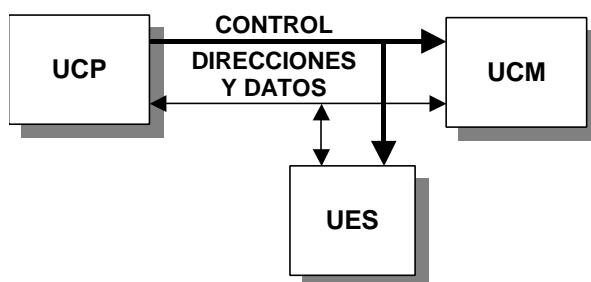 CONTROL
UCP
DIRECCIONES
Y DATOS
UCM
UES